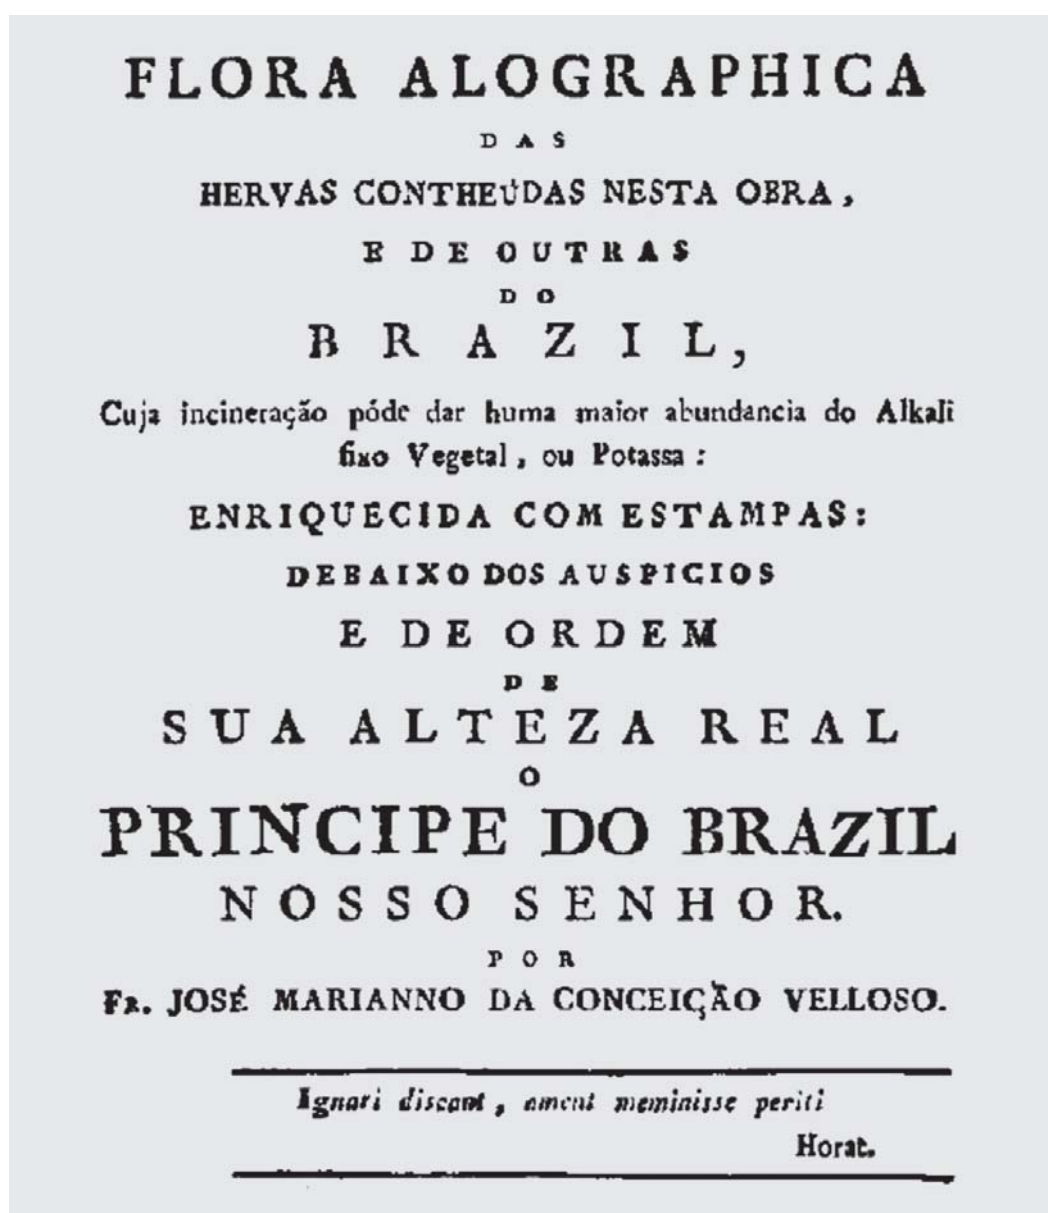 FLORA ALOGRAPHICA
DAS
HERVAS CONTHEÚDAS NESTA OBRA,
E DE OUTRAS
DO
BRAZIL,
Cuja incineração póde dar huma maior abundancia do Alkali
fixo Vegetal, ou Potassa:
ENRIQUECIDA COM ESTAMPAS:
DEBAIXO DOS AUSPICIOS
E DE ORDEM
DE
SUA ALTEZA REAL
O
PRINCIPE DO BRAZIL
NOSSO SENHOR.
POR
FR. JOSÉ MARIANNO DA CONCEIÇÃO VELLOSO.
Ignari discant, ament meminisse periti
Horat.